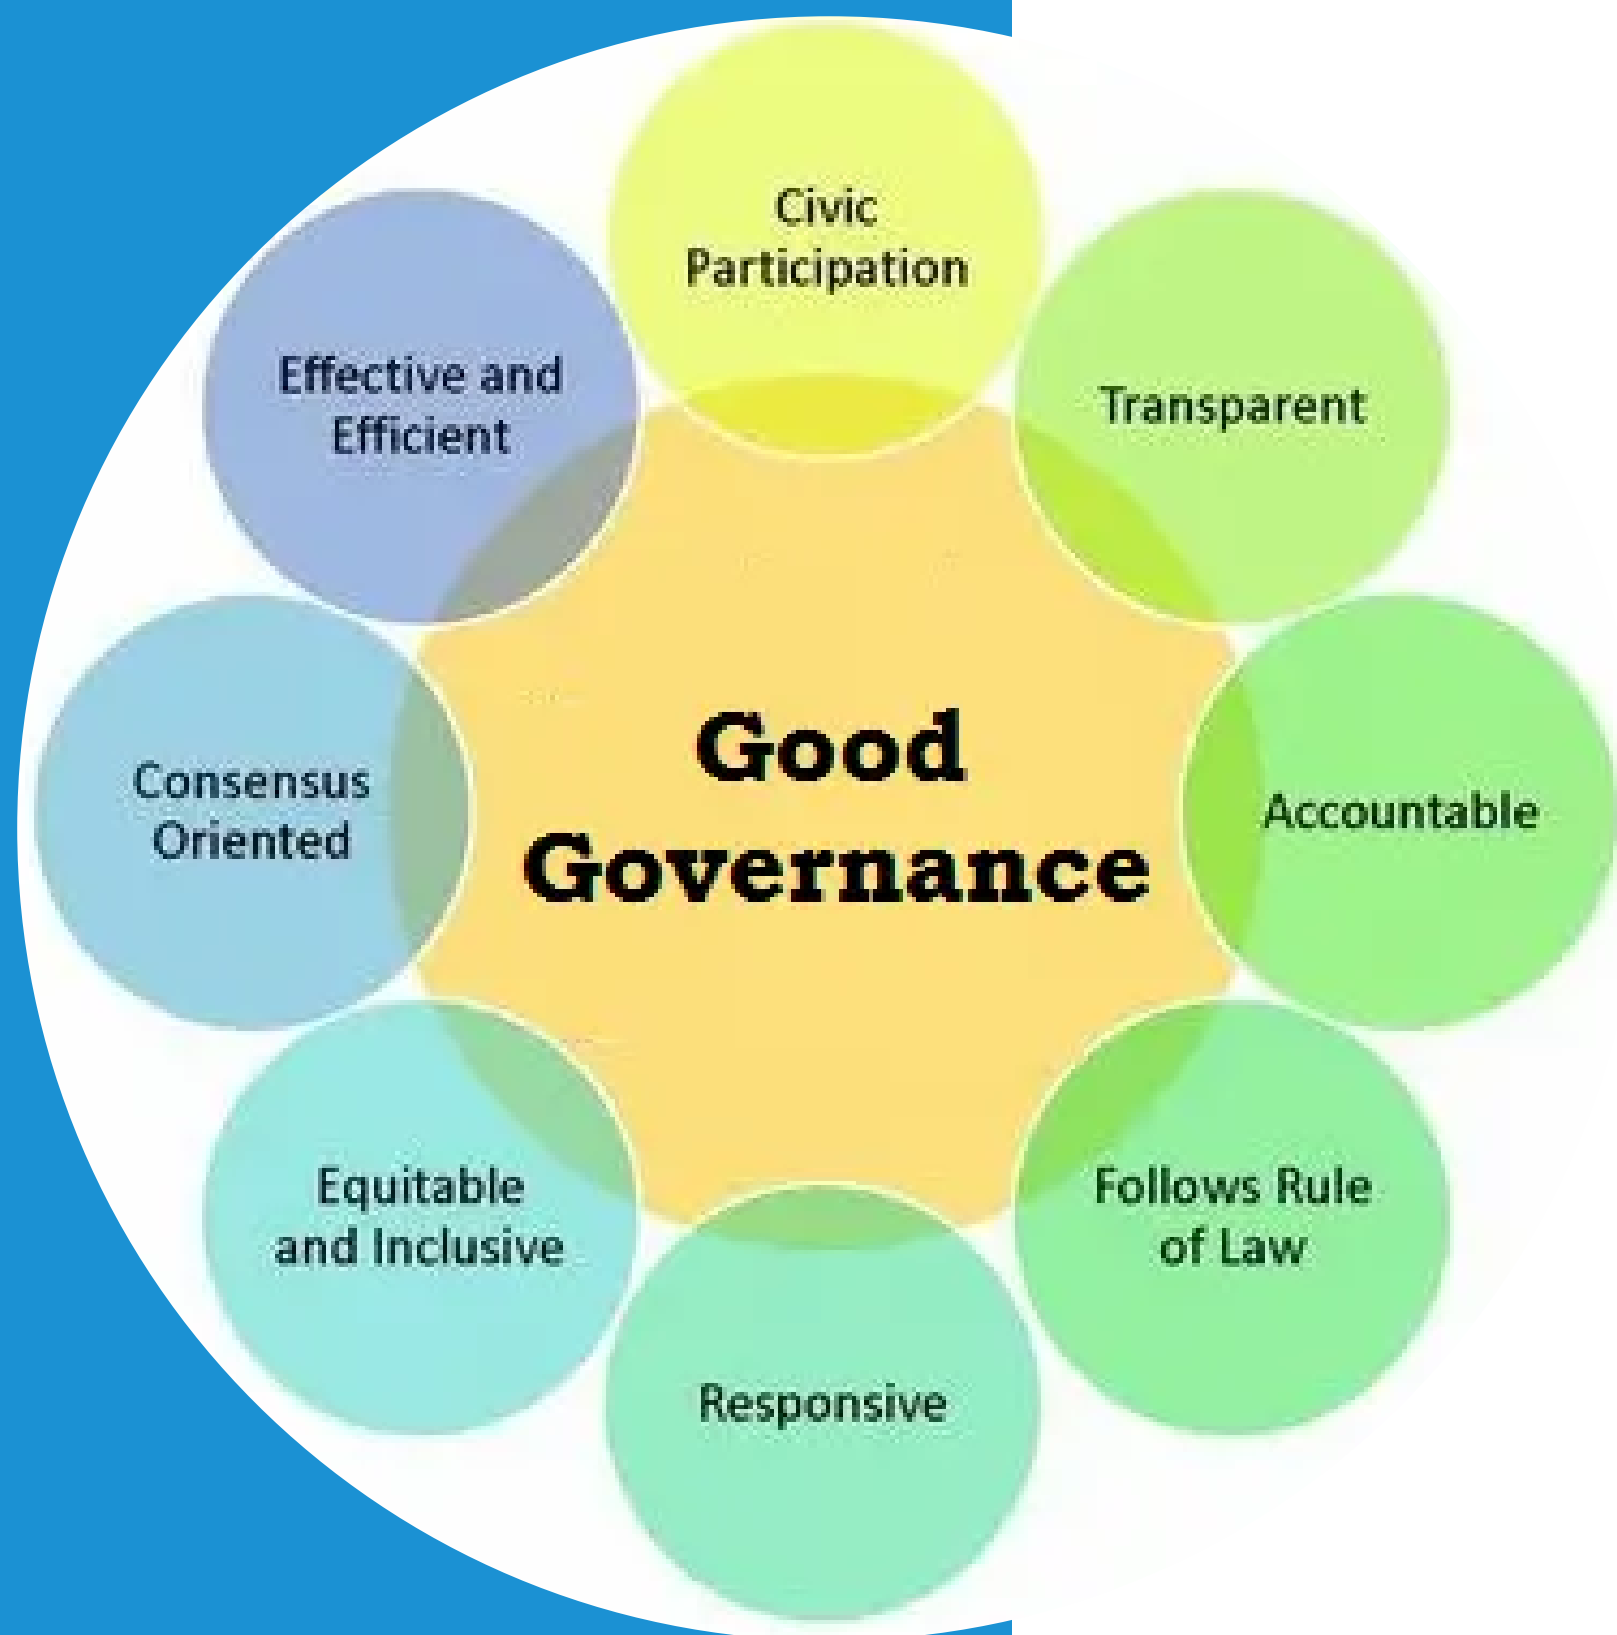 Civic
Participation
Transparent
Accountable
Follows Rule
of Law
Responsive
Equitable
and Inclusive
Consensus
Oriented
Effective and
Efficient
Good
Governance